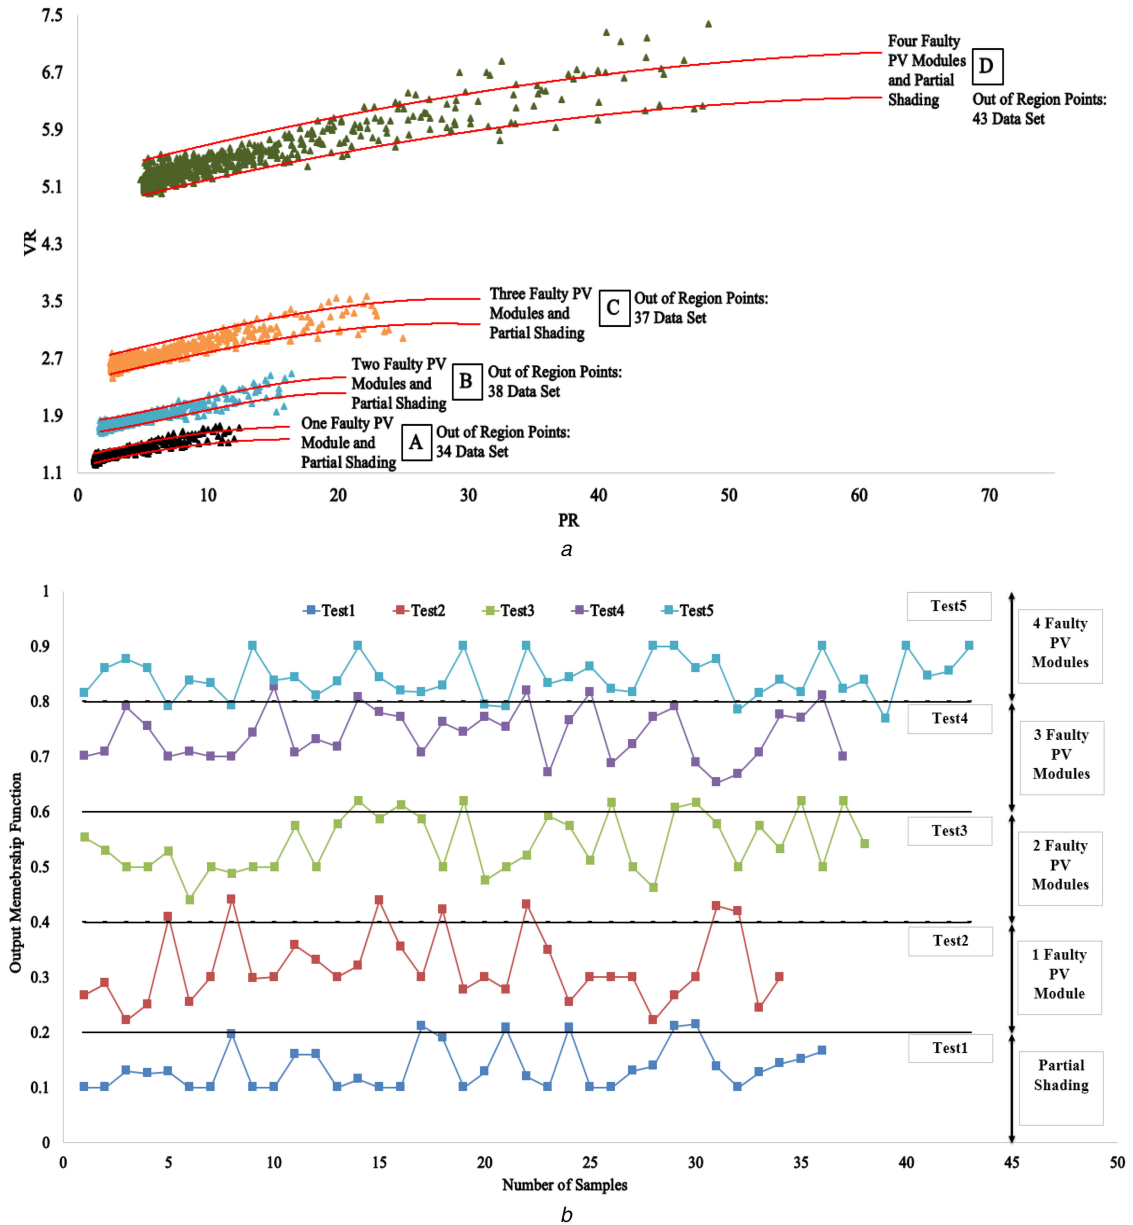 7.5
6.7
5.9
5.1
4.3
3.5
2.7
1.9
1.1
VR
0 10 20 30 40 50 60 70
PR
Four Faulty
PV Modules
and Partial
Shading
D
Out of Region Points:
43 Data Set
Three Faulty PV
Modules and
Partial Shading
C
Out of Region Points:
37 Data Set
Two Faulty PV
Modules and
Partial Shading
B
Out of Region Points:
38 Data Set
One Faulty PV
Module and
Partial Shading
A
Out of Region Points:
34 Data Set
a
1
0.9
0.8
0.7
0.6
0.5
0.4
0.3
0.2
0.1
0
Output Memebrship Function
Test1 Test2 Test3 Test4 Test5
Test5
Test4
Test3
Test2
Test1
4 Faulty
PV
Modules
3 Faulty
PV
Modules
2 Faulty
PV
Modules
1 Faulty
PV
Module
Partial
Shading
0 5 10 15 20 25 30 35 40 45 50
Number of Samples
b